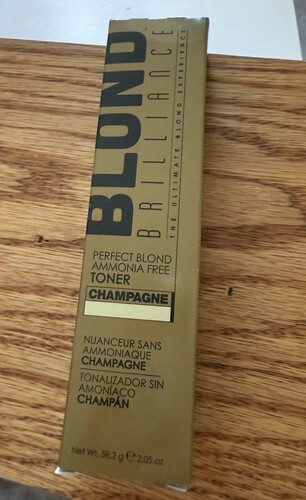 BLOND
BRILLIANCE
THE ULTIMATE BLOND EXPERIENCE
PERFECT BLOND
AMMONIA FREE
TONER
CHAMPAGNE
NUANCEUR SANS
AMMONIAQUE
CHAMPAGNE
TONALIZADOR SIN
AMONÍACO
CHAMPÁN
Net Wt. 58,2 g ℮ 2.05 oz